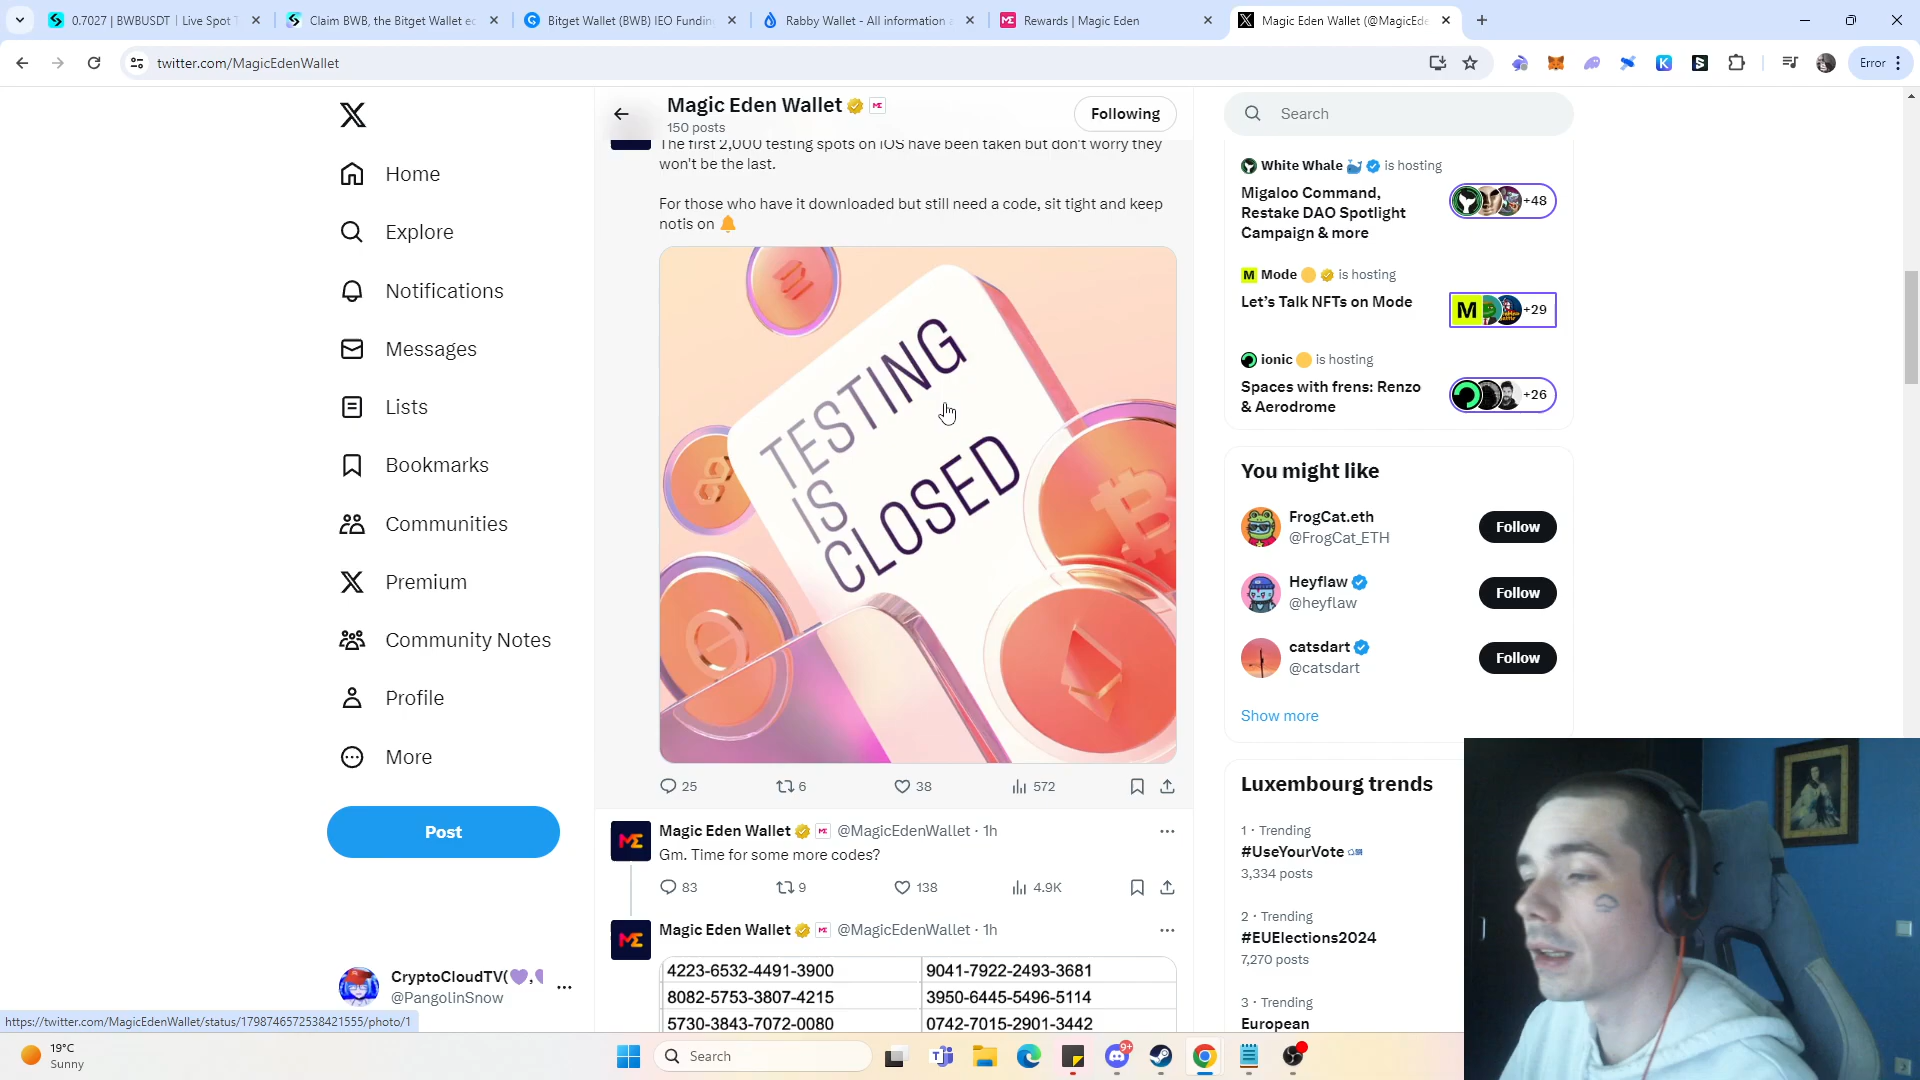 0.7027 | BWBUSDT | Live Spot T
Claim BWB, the Bitget Wallet ec
Bitget Wallet (BWB) IEO Fundin
Rabby Wallet - All information a
Rewards | Magic Eden
Magic Eden Wallet (@MagicEde
twitter.com/MagicEdenWallet
Error
Home
Explore
Notifications
Messages
Lists
Bookmarks
Communities
Premium
Community Notes
Profile
More
Post
CryptoCloudTV(
@PangolinSnow
Magic Eden Wallet
150 posts
Following
The first 2,000 testing spots on iOS have been taken but don't worry they
won't be the last.
For those who have it downloaded but still need a code, sit tight and keep
notis on
TESTING
IS
CLOSED
25
6
38
572
Magic Eden Wallet @MagicEdenWallet · 1h
Gm. Time for some more codes?
83
9
138
4.9K
Magic Eden Wallet @MagicEdenWallet · 1h
4223-6532-4491-3900 9041-7922-2493-3681
8082-5753-3807-4215 3950-6445-5496-5114
5730-3843-7072-0080 0742-7015-2901-3442
Search
White Whale is hosting
Migaloo Command,
Restake DAO Spotlight
Campaign & more
+48
Mode is hosting
Let's Talk NFTs on Mode
+29
ionic is hosting
Spaces with frens: Renzo
& Aerodrome
+26
You might like
FrogCat.eth
@FrogCat_ETH
Follow
Heyflaw
@heyflaw
Follow
catsdart
@catsdart
Follow
Show more
Luxembourg trends
1 · Trending
#UseYourVote
3,334 posts
2 · Trending
#EUElections2024
7,270 posts
3 · Trending
European
https://twitter.com/MagicEdenWallet/status/1798746572538421555/photo/1
19°C
Sunny
Search
9+